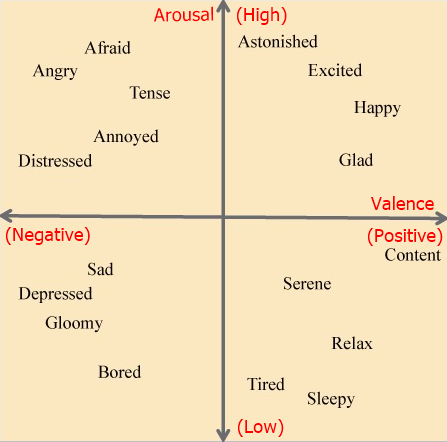 Arousal (High)
Afraid
Astonished
Angry
Excited
Tense
Happy
Annoyed
Distressed
Glad
Valence
(Negative)
(Positive)
Content
Sad
Serene
Depressed
Gloomy
Relax
Bored
Tired
Sleepy
(Low)